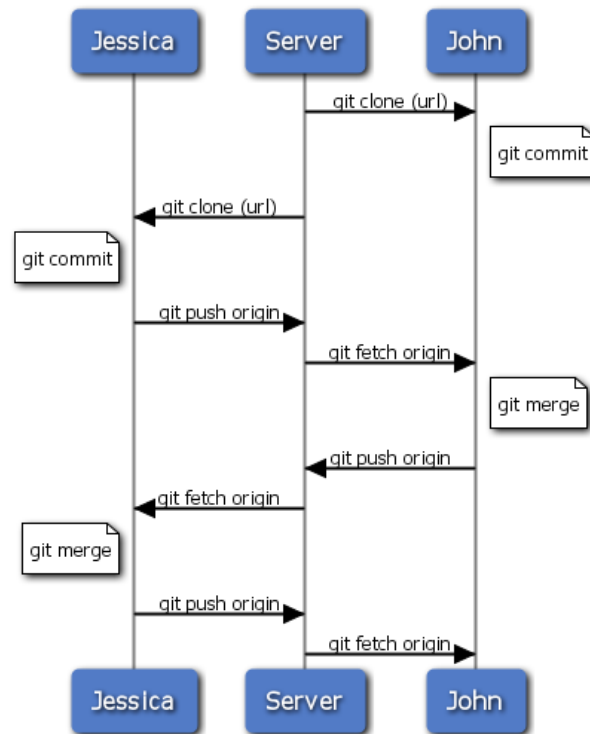 Jessica Server John
git clone (url)
git commit
git clone (url)
git commit
git push origin
git fetch origin
git merge
git push origin
git fetch origin
git merge
git push origin
git fetch origin
Jessica Server John